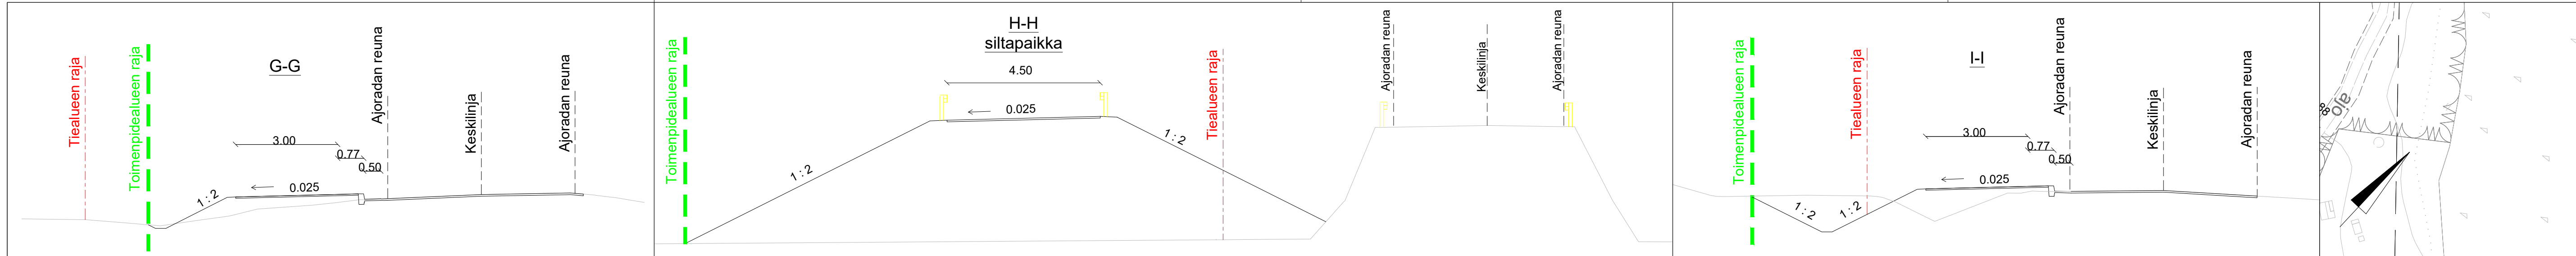 Tiealueen raja
Toimenpidealueen raja
G-G
Ajoradan reuna
Keskilinja
Ajoradan reuna
3.00
0.77
0.50
1 : 2
0.025
Toimenpidealueen raja
H-H
siltapaikka
4.50
0.025
1 : 2
1 : 2
Tiealueen raja
Ajoradan reuna
Keskilinja
Ajoradan reuna
Toimenpidealueen raja
Tiealueen raja
I-I
Ajoradan reuna
Keskilinja
Ajoradan reuna
3.00
0.77
0.50
0.025
1 : 2
1 : 2
ajo